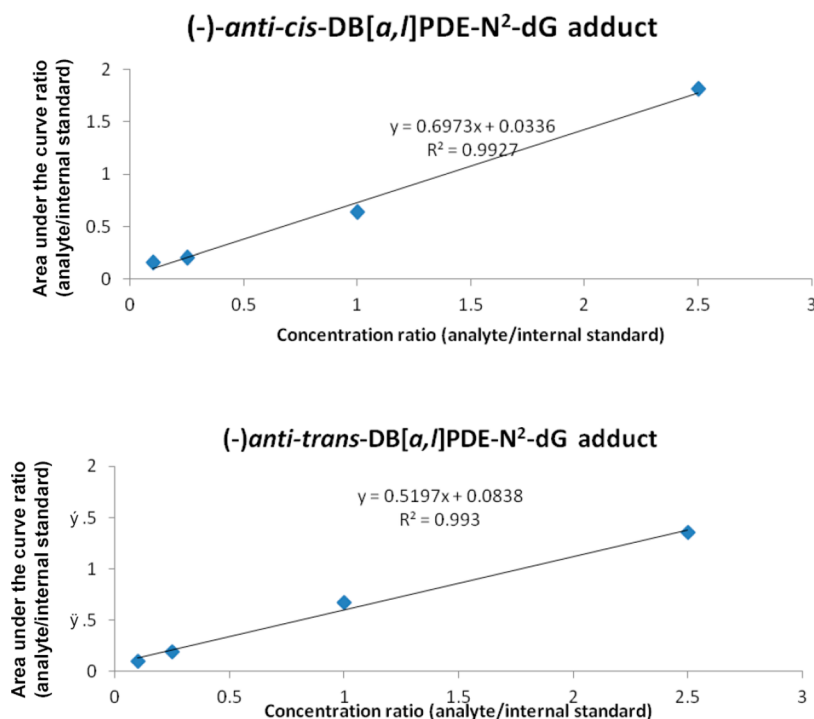 (-)-anti-cis-DB[a,l]PDE-N²-dG adduct
Area under the curve ratio
(analyte/internal standard)
2
1.5
1
0.5
0
y = 0.6973x + 0.0336
R² = 0.9927
0 0.5 1 1.5 2 2.5 3
Concentration ratio (analyte/internal standard)
(-)anti-trans-DB[a,l]PDE-N²-dG adduct
Area under the curve ratio
(analyte/internal standard)
2
ý.5
1
ÿ.5
0
y = 0.5197x + 0.0838
R² = 0.993
0 0.5 1 1.5 2 2.5 3
Concentration ratio (analyte/internal standard)